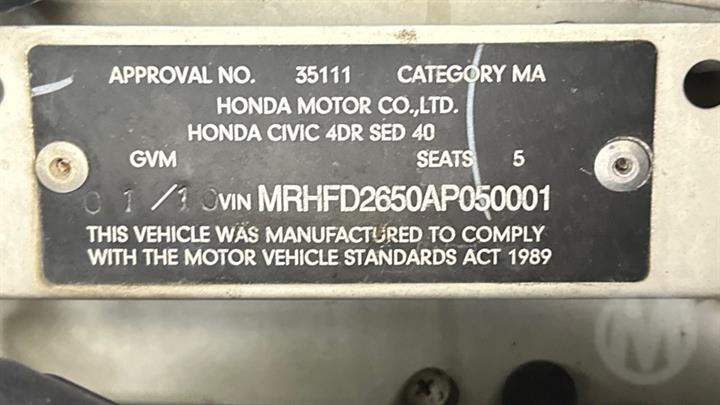 APPROVAL NO. 35111 CATEGORY MA
HONDA MOTOR CO.,LTD.
HONDA CIVIC 4DR SED 40
GVM SEATS 5
01/10 VIN MRHFD2650AP050001
THIS VEHICLE WAS MANUFACTURED TO COMPLY
WITH THE MOTOR VEHICLE STANDARDS ACT 1989
M